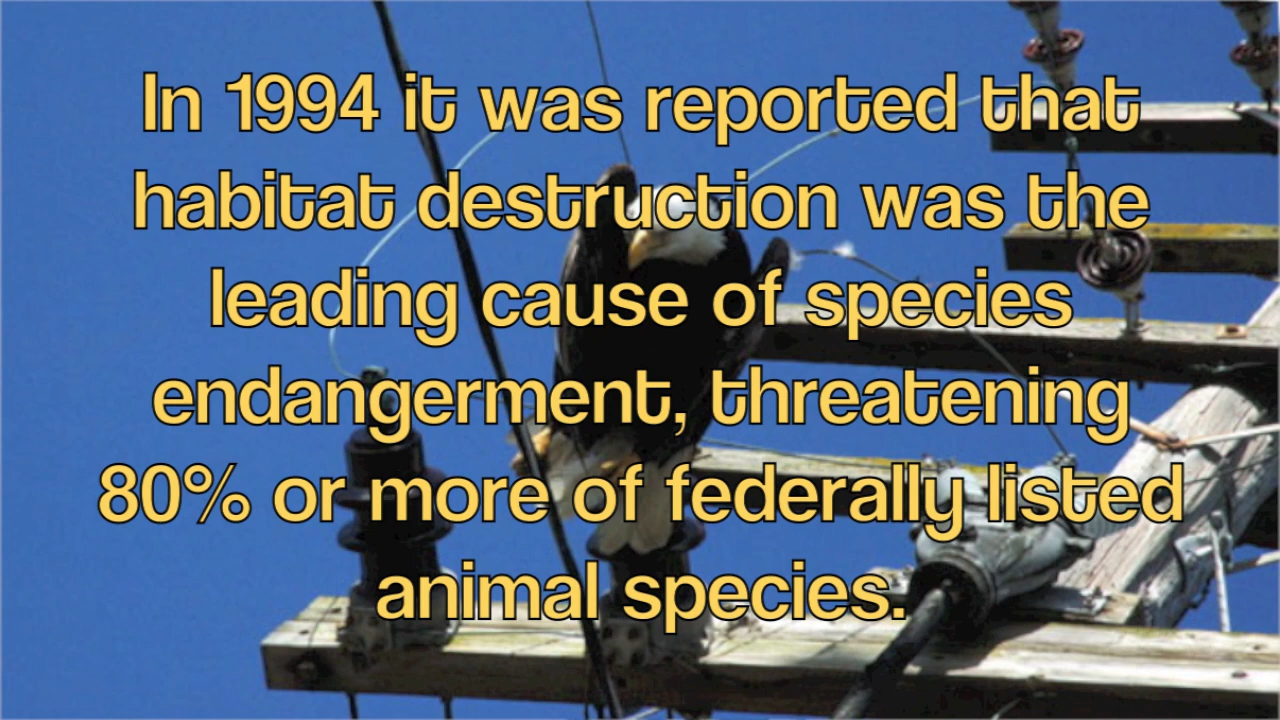 In 1994 it was reported that
habitat destruction was the
leading cause of species
endangerment, threatening
80% or more of federally listed
animal species.